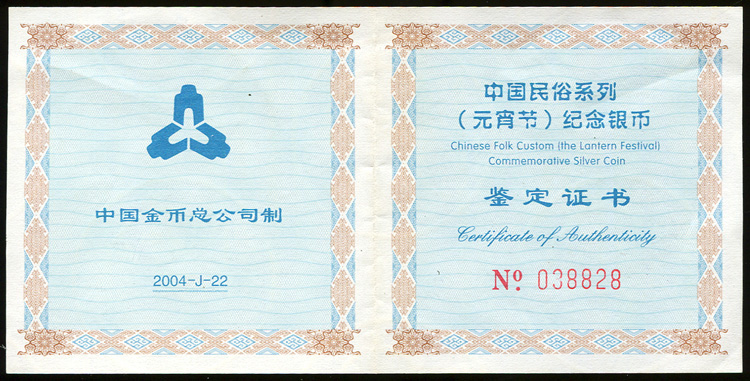 中国金币总公司制
2004-J-22
中国民俗系列
（元宵节）纪念银币
Chinese Folk Custom (the Lantern Festival)
Commemorative Silver Coin
鉴定证书
Certificate of Authenticity
Nº 038828